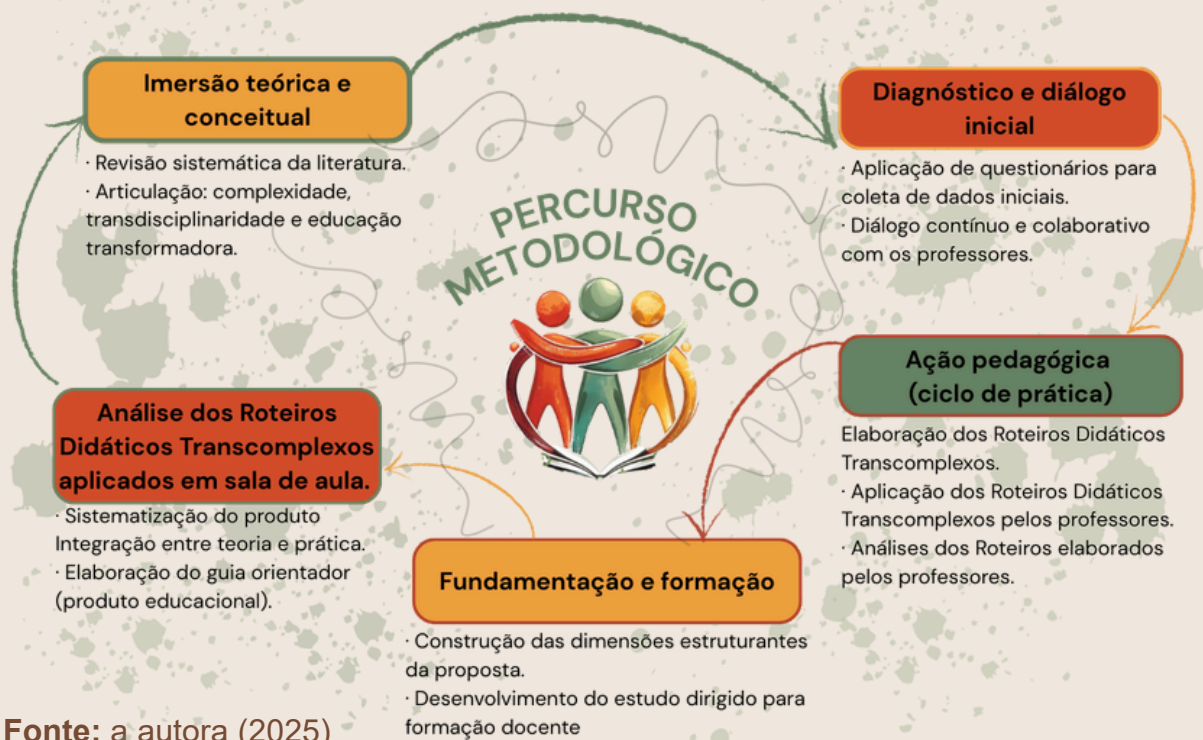 Imersão teórica e
conceitual
· Revisão sistemática da literatura.
· Articulação: complexidade,
transdisciplinaridade e educação
transformadora.
Diagnóstico e diálogo
inicial
· Aplicação de questionários para
coleta de dados iniciais.
· Diálogo contínuo e colaborativo
com os professores.
PERCURSO
METODOLÓGICO
Ação pedagógica
(ciclo de prática)
Elaboração dos Roteiros Didáticos
Transcomplexos.
· Aplicação dos Roteiros Didáticos
Transcomplexos pelos professores.
· Análises dos Roteiros elaborados
pelos professores.
Fundamentação e formação
· Construção das dimensões estruturantes
da proposta.
· Desenvolvimento do estudo dirigido para
formação docente
Análise dos Roteiros
Didáticos Transcomplexos
aplicados em sala de aula.
· Sistematização do produto
Integração entre teoria e prática.
· Elaboração do guia orientador
(produto educacional).
Fonte: a autora (2025)